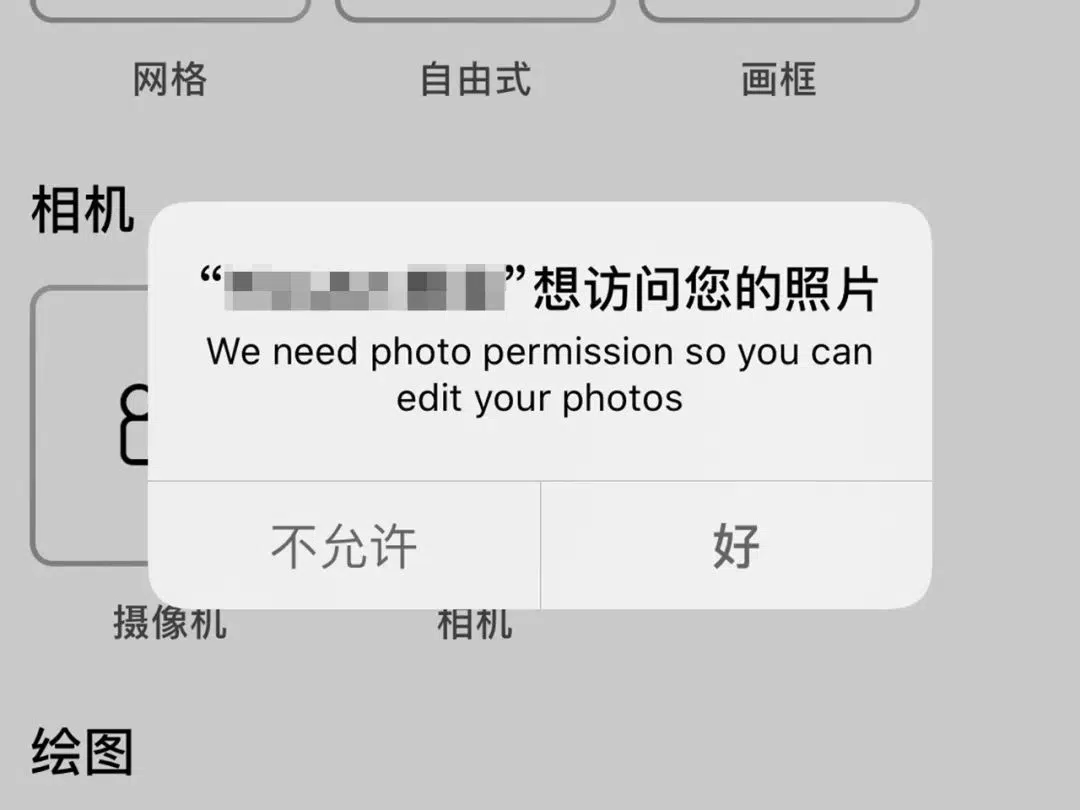 网格
自由式
画框
相机
“ ”想访问您的照片
We need photo permission so you can
edit your photos
不允许
好
摄像机
相机
绘图